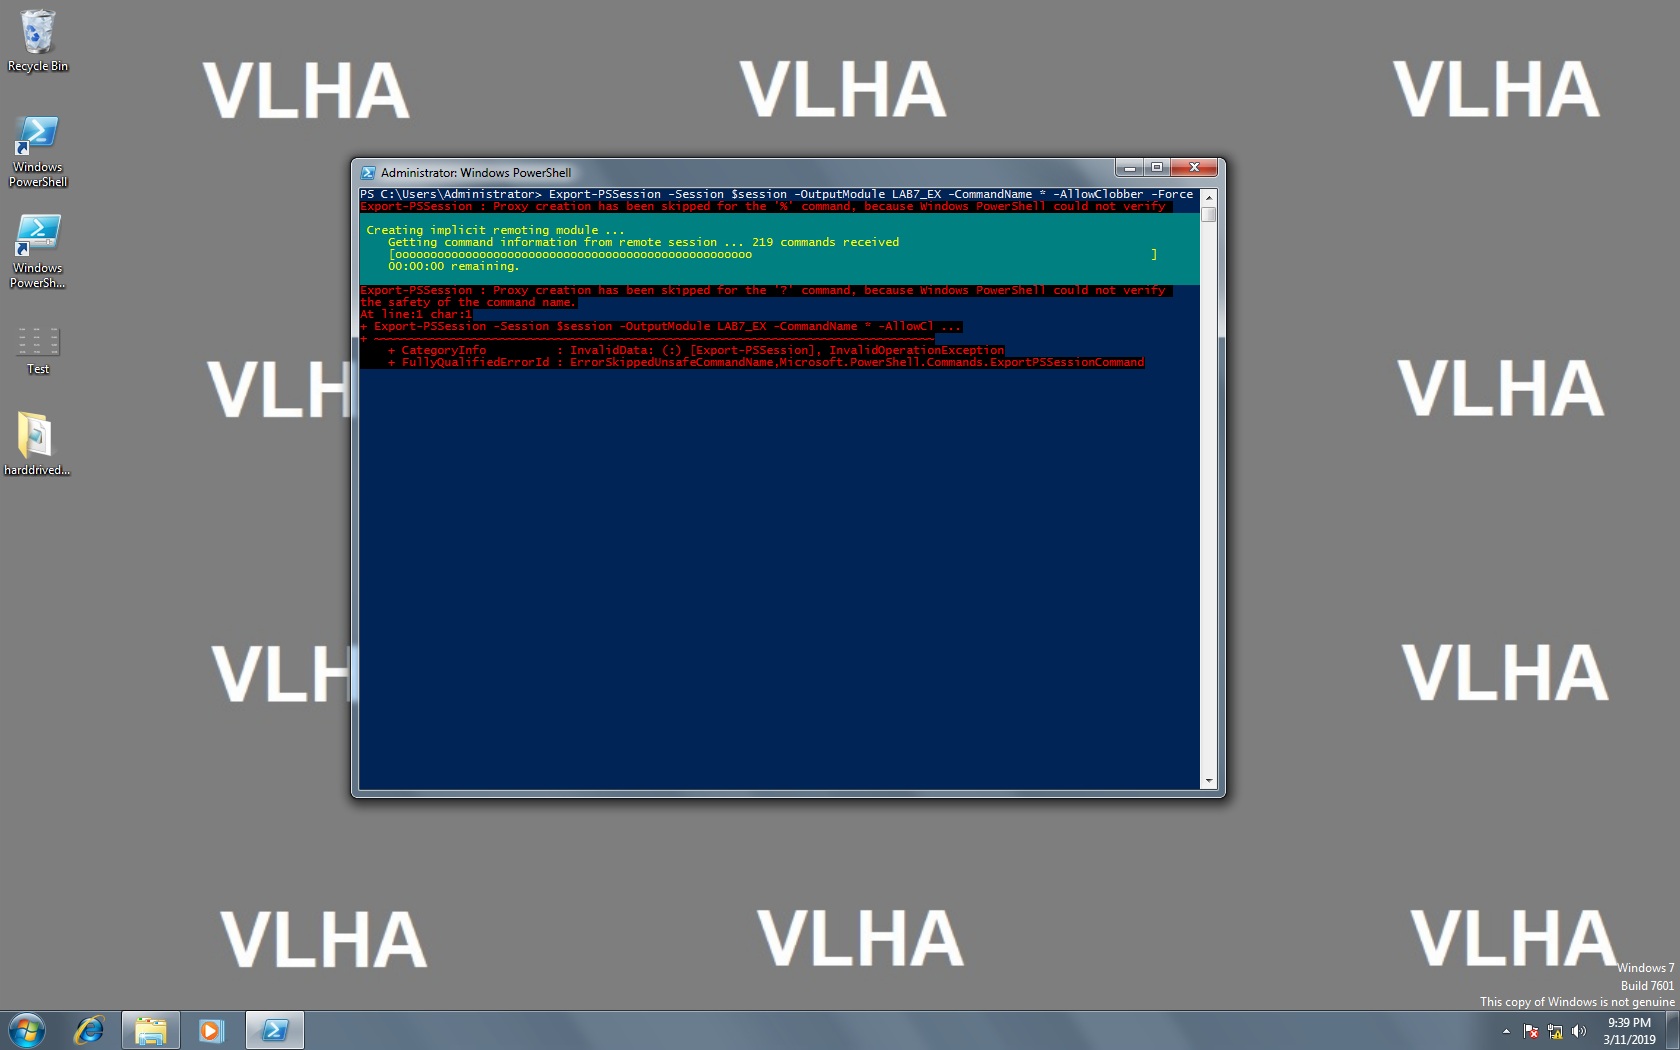 Recycle Bin
Windows
PowerShell
Windows
PowerSh...
Test
harddrived...
VLHA VLHA VLHA
VLH VLHA
VLH VLHA
VLHA VLHA VLHA
Administrator: Windows PowerShell
PS C:\Users\Administrator> Export-PSSession -Session $session -OutputModule LAB7_EX -CommandName * -AllowClobber -Force
Export-PSSession : Proxy creation has been skipped for the '%' command, because Windows PowerShell could not verify
Creating implicit remoting module ...
Getting command information from remote session ... 219 commands received
[ooooooooooooooooooooooooooooooooooooooooooooooooooo ]
00:00:00 remaining.
Export-PSSession : Proxy creation has been skipped for the '?' command, because Windows PowerShell could not verify
the safety of the command name.
At line:1 char:1
+ Export-PSSession -Session $session -OutputModule LAB7_EX -CommandName * -AllowCl ...
+ ~~~~~~~~~~~~~~~~~~~~~~~~~~~~~~~~~~~~~~~~~~~~~~~~~~~~~~~~~~~~~~~~~~~~~~~~~~~~~~~~
+ CategoryInfo : InvalidData: (:) [Export-PSSession], InvalidOperationException
+ FullyQualifiedErrorId : ErrorSkippedUnsafeCommandName,Microsoft.PowerShell.Commands.ExportPSSessionCommand
Windows 7
Build 7601
This copy of Windows is not genuine
9:39 PM
3/11/2019